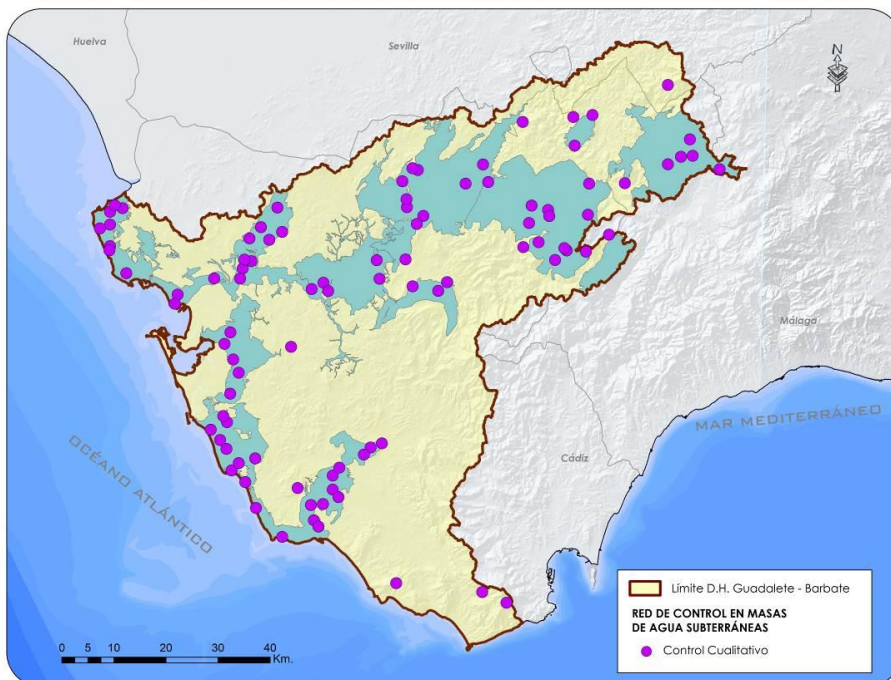 Huelva
Sevilla
N
Málaga
MAR MEDITERRÁNEO
Cádiz
OCÉANO ATLÁNTICO
Límite D.H. Guadalete - Barbate
RED DE CONTROL EN MASAS
DE AGUA SUBTERRÁNEAS
Control Cualitativo
0 5 10 20 30 40
Km.